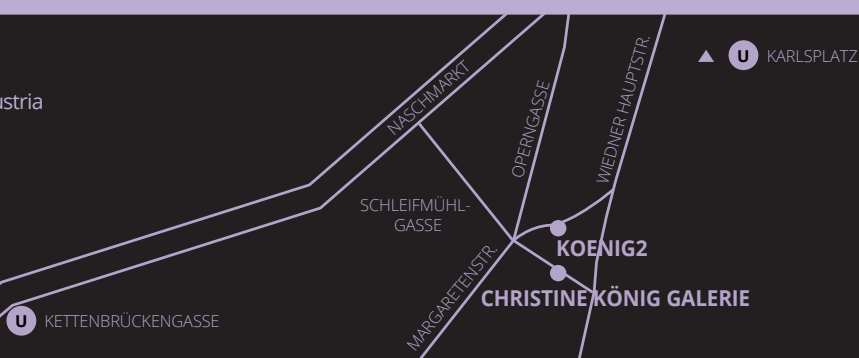 U KARLSPLATZ
ustria
NASCHMARKT
OPERNGASSE
WIEDNER HAUPTSTR.
SCHLEIFMÜHL-
GASSE
KOENIG2
MARGARETENSTR.
CHRISTINE KÖNIG GALERIE
U KETTENBRÜCKENGASSE